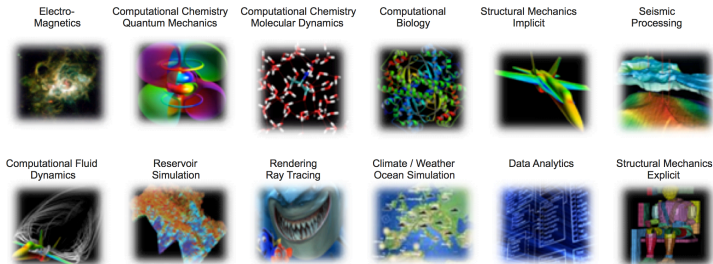 Electro-
Magnetics
Computational Chemistry
Quantum Mechanics
Computational Chemistry
Molecular Dynamics
Computational
Biology
Structural Mechanics
Implicit
Seismic
Processing
Computational Fluid
Dynamics
Reservoir
Simulation
Rendering
Ray Tracing
Climate / Weather
Ocean Simulation
Data Analytics
Structural Mechanics
Explicit